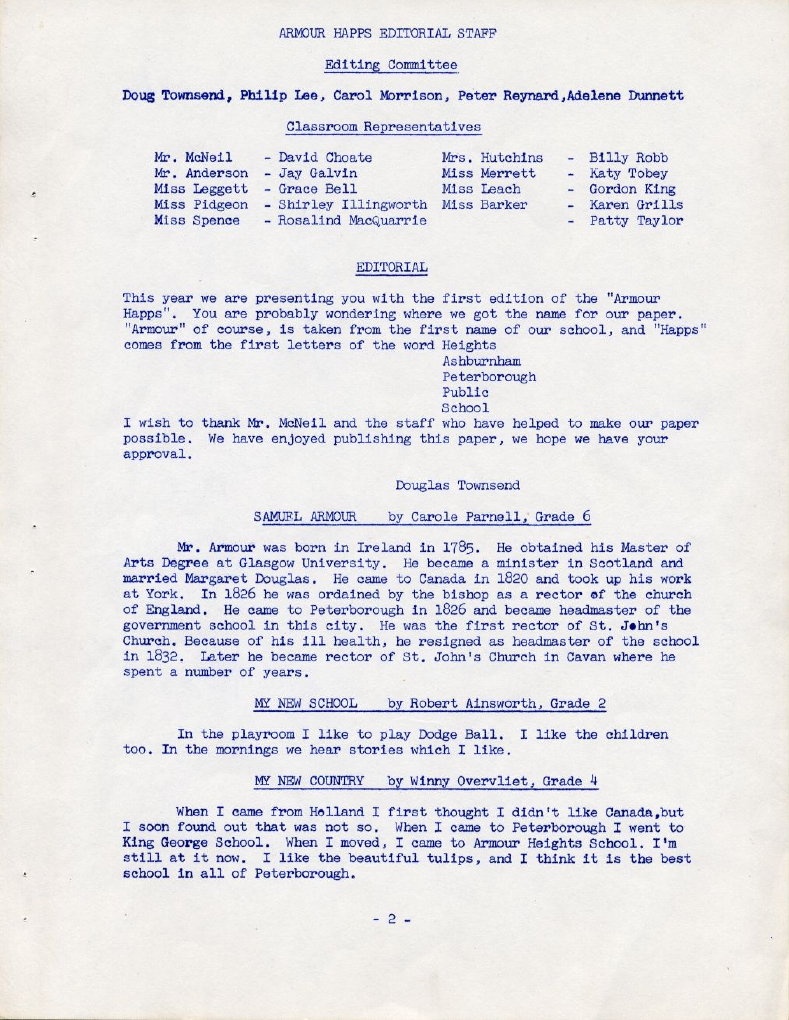 ARMOUR HAPPS EDITORIAL STAFF
Editing Committee
Doug Townsend, Philip Lee, Carol Morrison, Peter Reynard,Adelene Dunnett
Classroom Representatives
Mr. McNeil - David Choate Mrs. Hutchins - Billy Robb
Mr. Anderson - Jay Galvin Miss Merrett - Katy Tobey
Miss Leggett - Grace Bell Miss Leach - Gordon King
Miss Pidgeon - Shirley Illingworth Miss Barker - Karen Grills
Miss Spence - Rosalind MacQuarrie - Patty Taylor
EDITORIAL
This year we are presenting you with the first edition of the "Armour
Happs". You are probably wondering where we got the name for our paper.
"Armour" of course, is taken from the first name of our school, and "Happs"
comes from the first letters of the word Heights
Ashburnham
Peterborough
Public
School
I wish to thank Mr. McNeil and the staff who have helped to make our paper
possible. We have enjoyed publishing this paper, we hope we have your
approval.
Douglas Townsend
SAMUEL ARMOUR by Carole Parnell, Grade 6
Mr. Armour was born in Ireland in 1785. He obtained his Master of
Arts Degree at Glasgow University. He became a minister in Scotland and
married Margaret Douglas. He came to Canada in 1820 and took up his work
at York. In 1826 he was ordained by the bishop as a rector of the church
of England. He came to Peterborough in 1826 and became headmaster of the
government school in this city. He was the first rector of St. John's
Church. Because of his ill health, he resigned as headmaster of the school
in 1832. Later he became rector of St. John's Church in Cavan where he
spent a number of years.
MY NEW SCHOOL by Robert Ainsworth, Grade 2
In the playroom I like to play Dodge Ball. I like the children
too. In the mornings we hear stories which I like.
MY NEW COUNTRY by Winny Overvliet, Grade 4
When I came from Holland I first thought I didn't like Canada,but
I soon found out that was not so. When I came to Peterborough I went to
King George School. When I moved, I came to Armour Heights School. I'm
still at it now. I like the beautiful tulips, and I think it is the best
school in all of Peterborough.
- 2 -